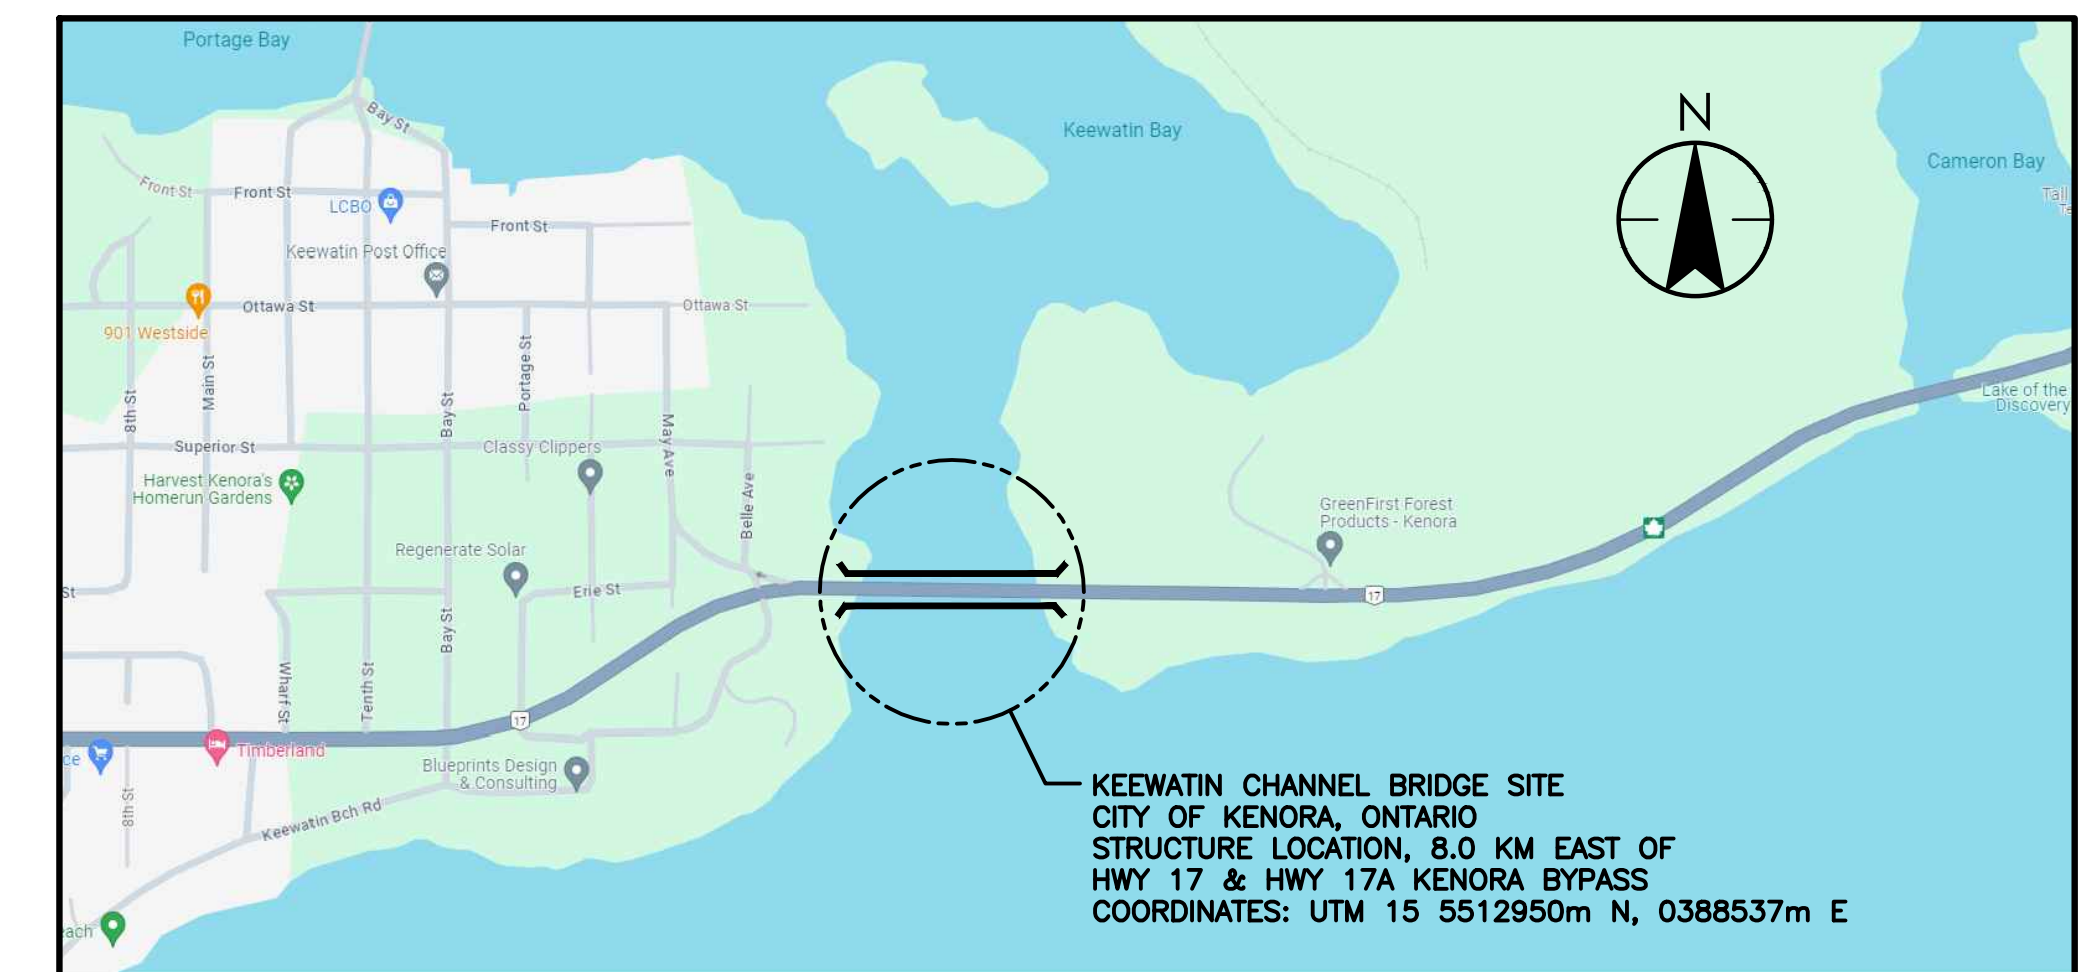 Portage Bay
Bay St
Keewatin Bay
N
Cameron Bay
Front St
Front St
LCBO
Tall
Te
Front St
Keewatin Post Office
Ottawa St
Ottawa St
901 Westside
Main St
Portage St
8th St
Bay St
May Ave
Lake of the
Discovery
Superior St
Classy Clippers
Harvest Kenora's
Homerun Gardens
Belle Ave
GreenFirst Forest
Products - Kenora
Regenerate Solar
St
Erie St
17
Bay St
Wharf St
Tenth St
17
ce
Timberland
Blueprints Design
& Consulting
8th St
Keewatin Bch Rd
each
KEEWATIN CHANNEL BRIDGE SITE
CITY OF KENORA, ONTARIO
STRUCTURE LOCATION, 8.0 KM EAST OF
HWY 17 & HWY 17A KENORA BYPASS
COORDINATES: UTM 15 5512950m N, 0388537m E